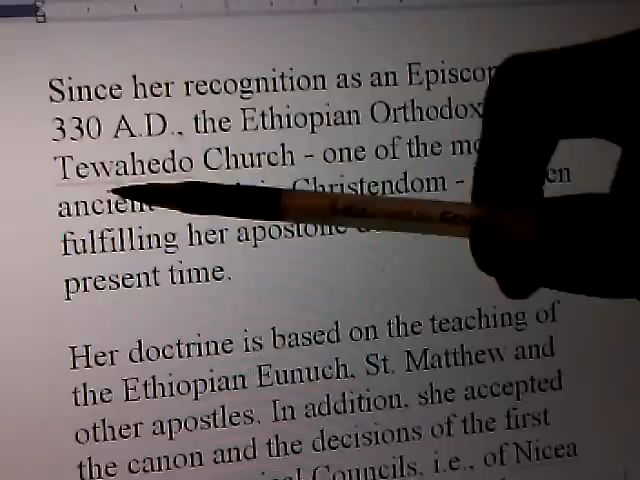 Since her recognition as an
330 A.D., the Ethiopian Orthodox
Tewahedo Church - one of the
Christendom -
fulfilling her
present time.
Her doctrine is based on the teaching of
the Ethiopian Eunuch, St. Matthew and
other apostles. In addition, she accepted
the canon and the decisions of the first
Councils, i.e., of Nicea